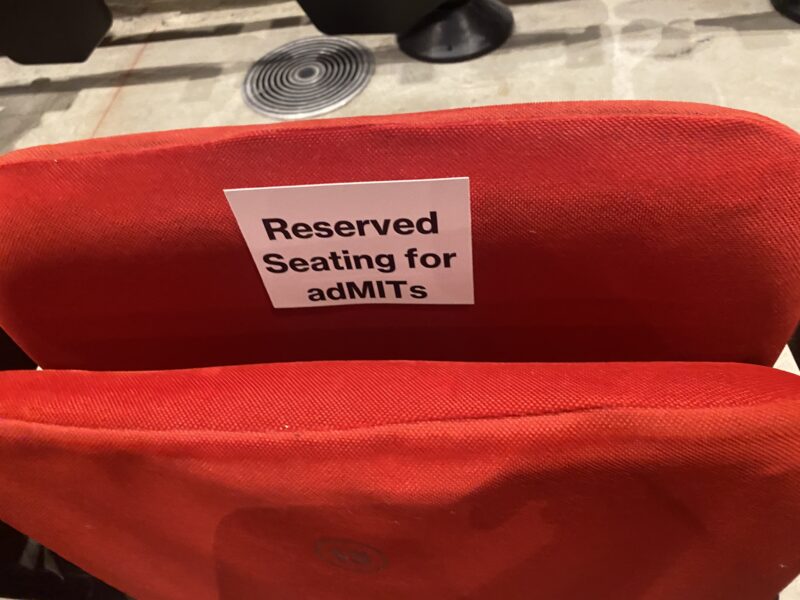 Reserved
Seating for
adMITs